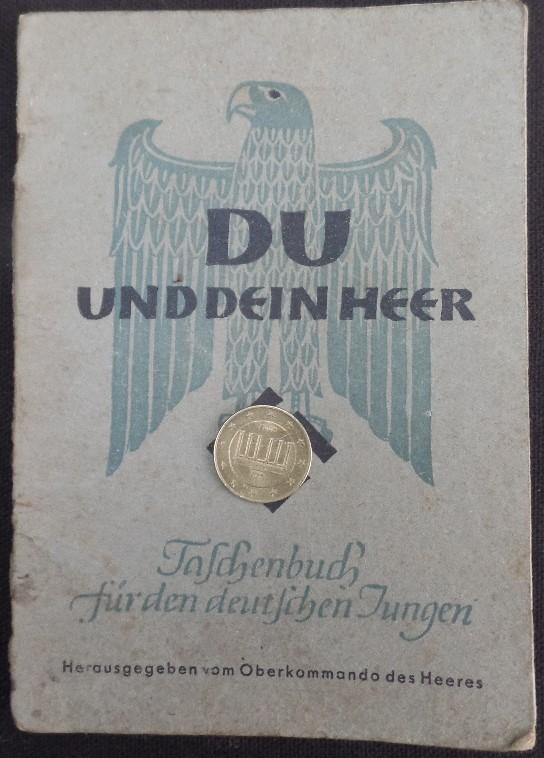 DU
UND DEIN HEER
Taſchenbuch
für den deutſchen Jungen
Herausgegeben vom Oberkommando des Heeres